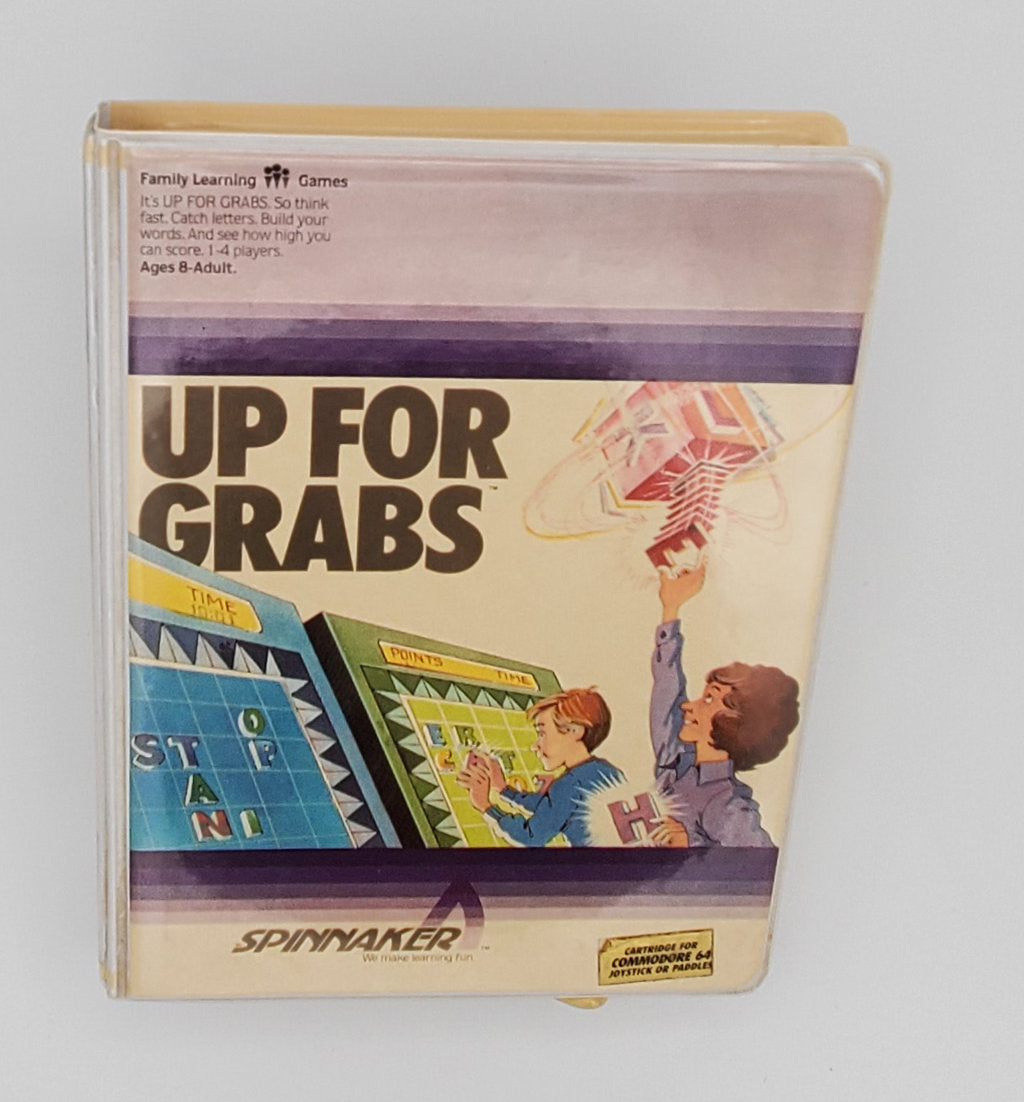 Family Learning Games
It's UP FOR GRABS. So think
fast. Catch letters. Build your
words. And see how high you
can score. 1-4 players.
Ages 8-Adult.
UP FOR
GRABS™
L
K
E
TIME
POINTS TIME
O
S T P
A
N I
E R
T
H
SPINNAKER™
We make learning fun.
CARTRIDGE FOR
COMMODORE 64
JOYSTICK OR PADDLES